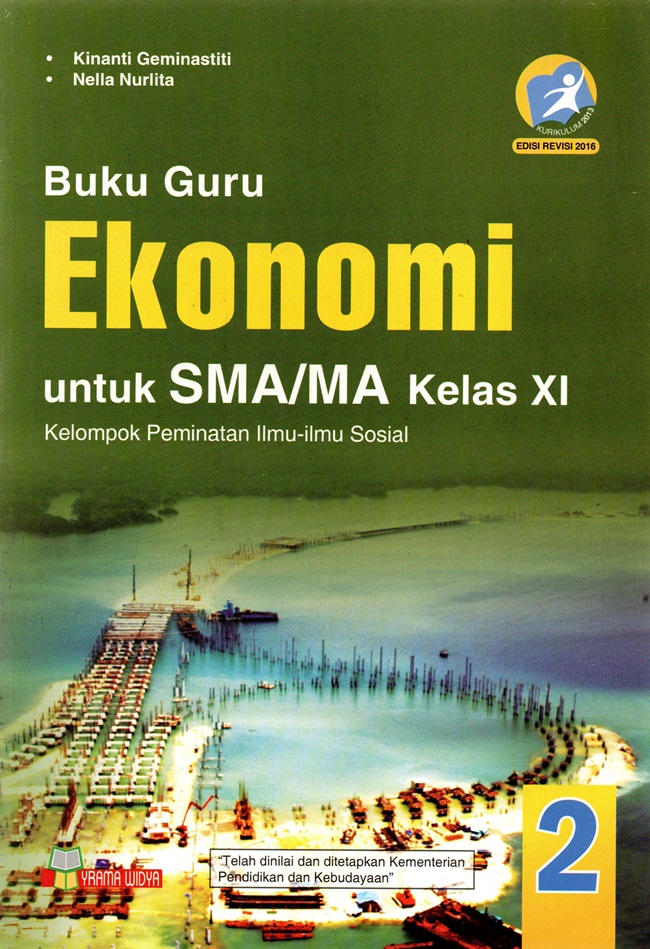 • Kinanti Geminastiti
• Nella Nurlita
KURIKULUM 2013
EDISI REVISI 2016
Buku Guru
Ekonomi
untuk SMA/MA Kelas XI
Kelompok Peminatan Ilmu-ilmu Sosial
YRAMA WIDYA
"Telah dinilai dan ditetapkan Kementerian
Pendidikan dan Kebudayaan"
2